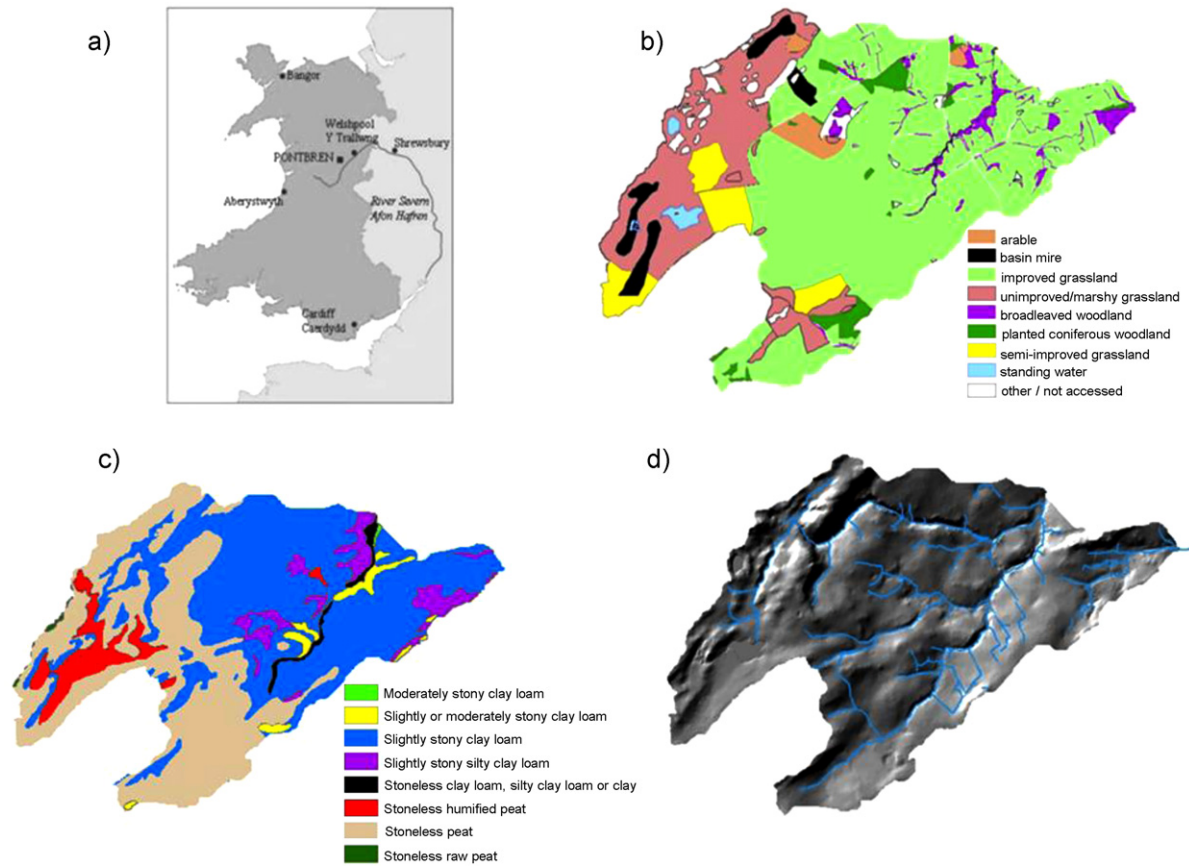 a)
Bangor
Welshpool
Y Trallwng
Shrewsbury
PONTBREN
Aberystwyth
River Severn
Afon Hafren
Cardiff
Caerdydd
b)
arable
basin mire
improved grassland
unimproved/marshy grassland
broadleaved woodland
planted coniferous woodland
semi-improved grassland
standing water
other / not accessed
c)
Moderately stony clay loam
Slightly or moderately stony clay loam
Slightly stony clay loam
Slightly stony silty clay loam
Stoneless clay loam, silty clay loam or clay
Stoneless humified peat
Stoneless peat
Stoneless raw peat
d)